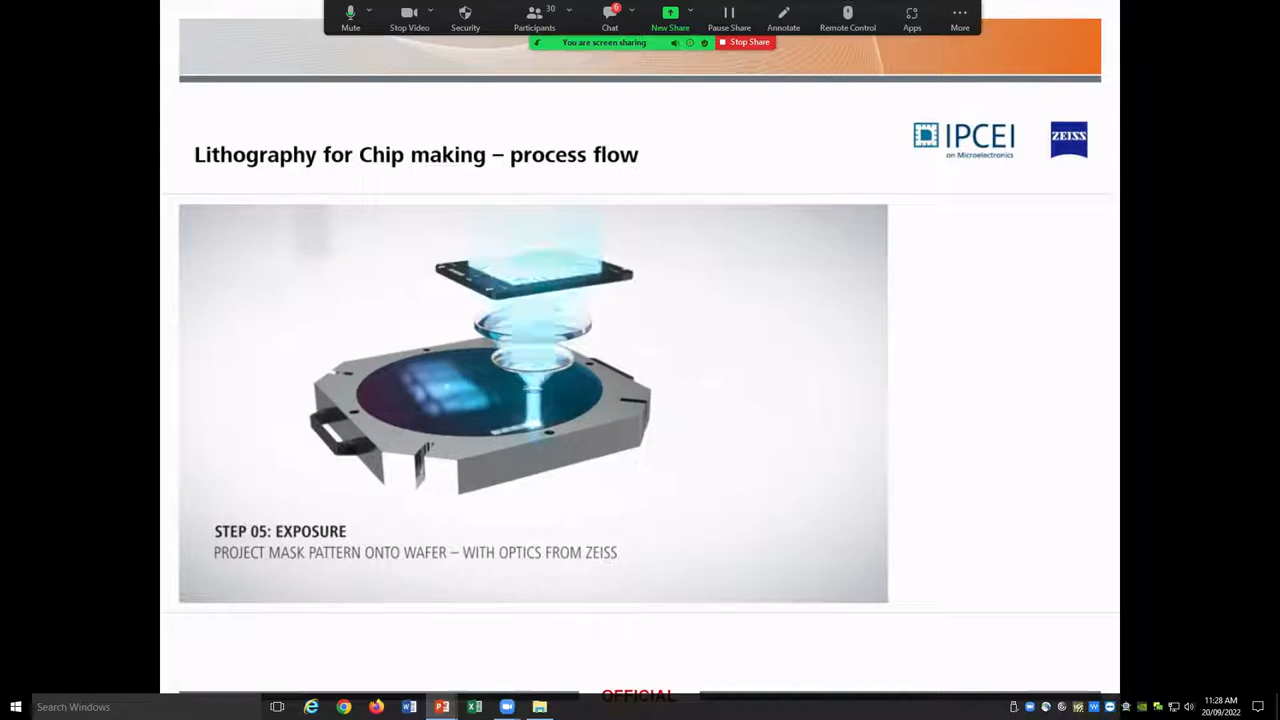 30
6
Mute
Stop Video
Security
Participants
Chat
New Share
Pause Share
Annotate
Remote Control
Apps
More
You are screen sharing
Stop Share
Lithography for Chip making – process flow
IPCEI
on Microelectronics
ZEISS
STEP 05: EXPOSURE
PROJECT MASK PATTERN ONTO WAFER – WITH OPTICS FROM ZEISS
OFFICIAL
Search Windows
11:28 AM
20/09/2022